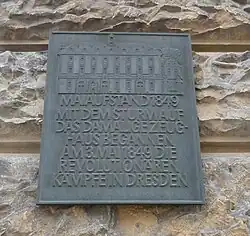 MAIAUFSTAND 1849
MIT DEM STURM AUF
DAS DAMALIGE ZEUG-
HAUS BEGANNEN
AM 3. MAI 1849 DIE
REVOLUTIONÄREN
KÄMPFE IN DRESDEN